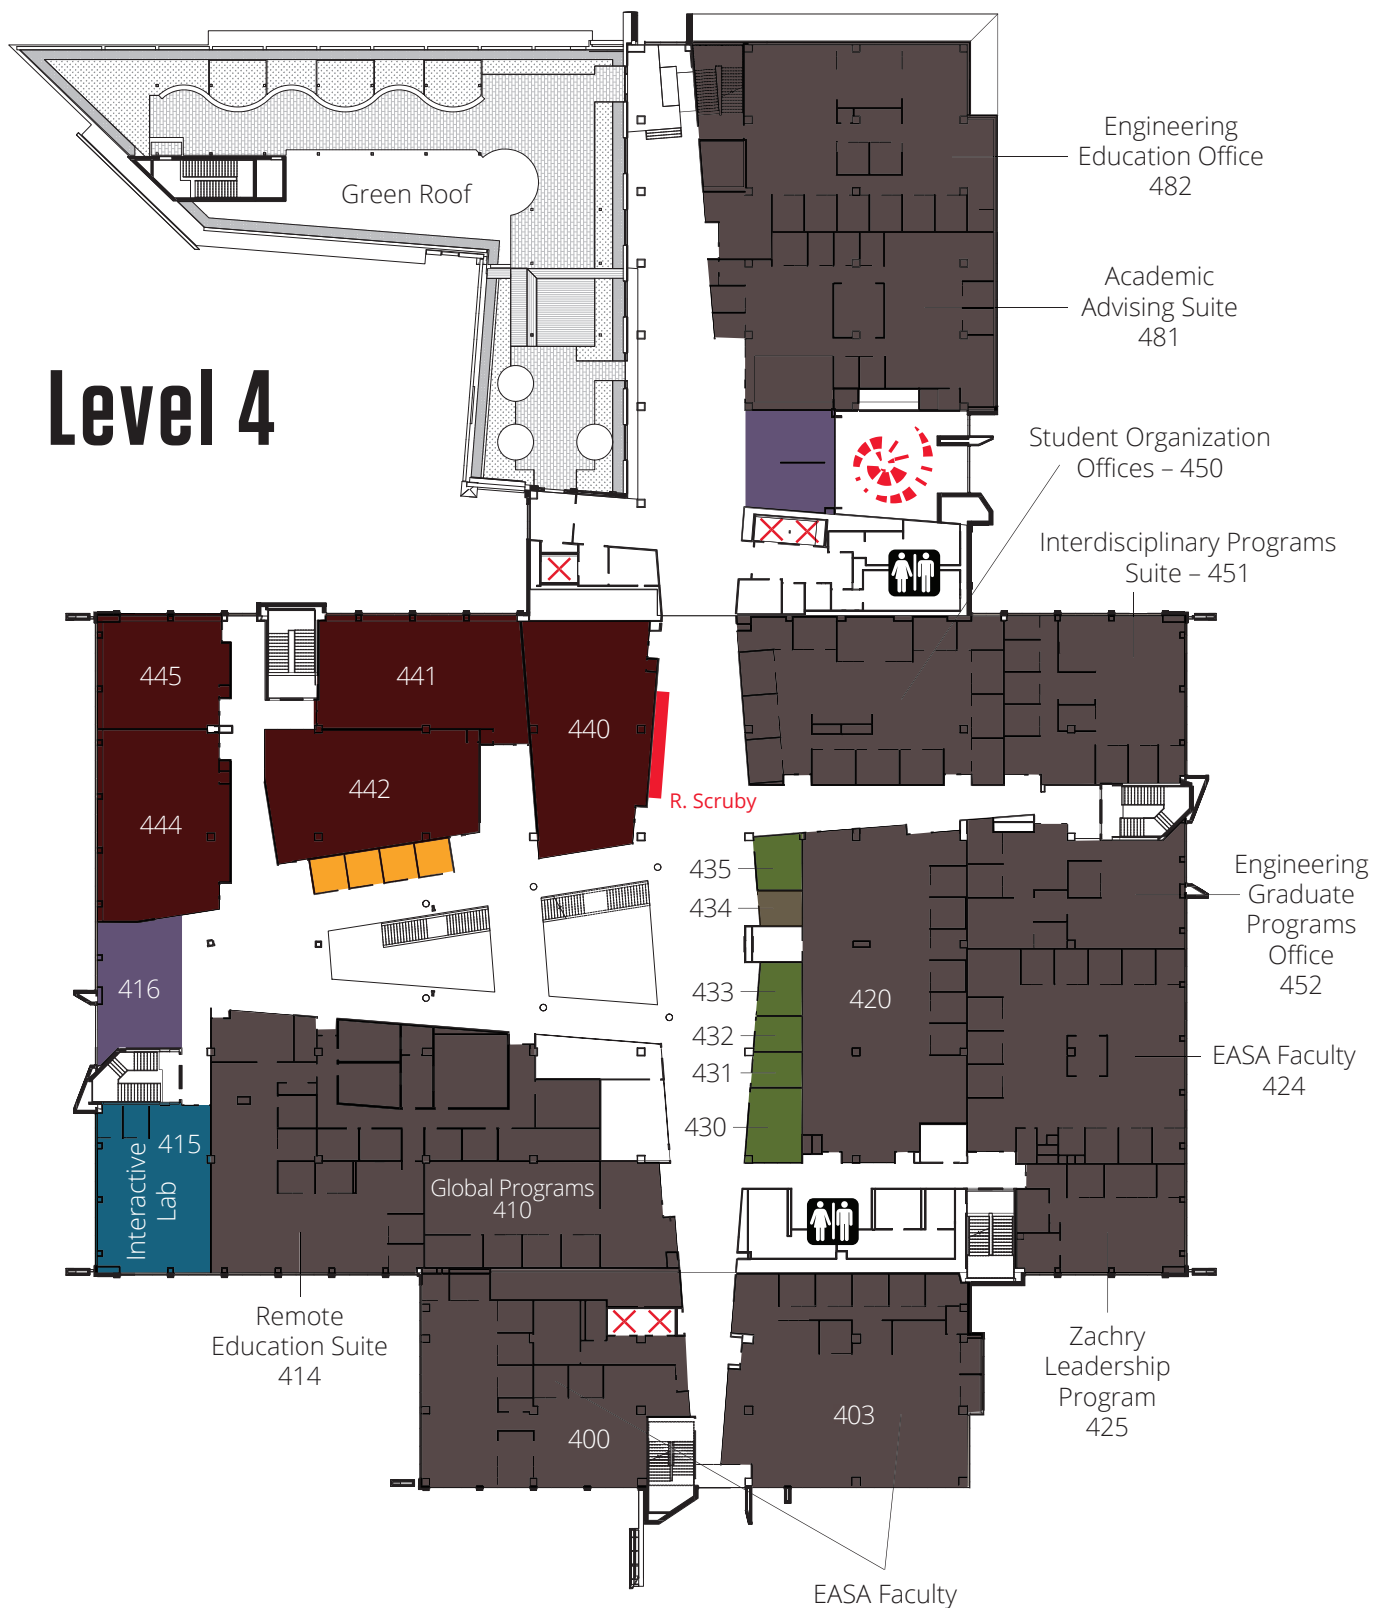 Engineering
Education Office
482
Green Roof
Academic
Advising Suite
481
Level 4
Student Organization
Offices – 450
Interdisciplinary Programs
Suite – 451
445
441
440
442
444
R. Scruby
435
434
Engineering
Graduate
Programs
Office
452
416
433
420
432
431
EASA Faculty
424
430
415
Interactive
Lab
Global Programs
410
Remote
Education Suite
414
Zachry
Leadership
Program
425
403
400
EASA Faculty